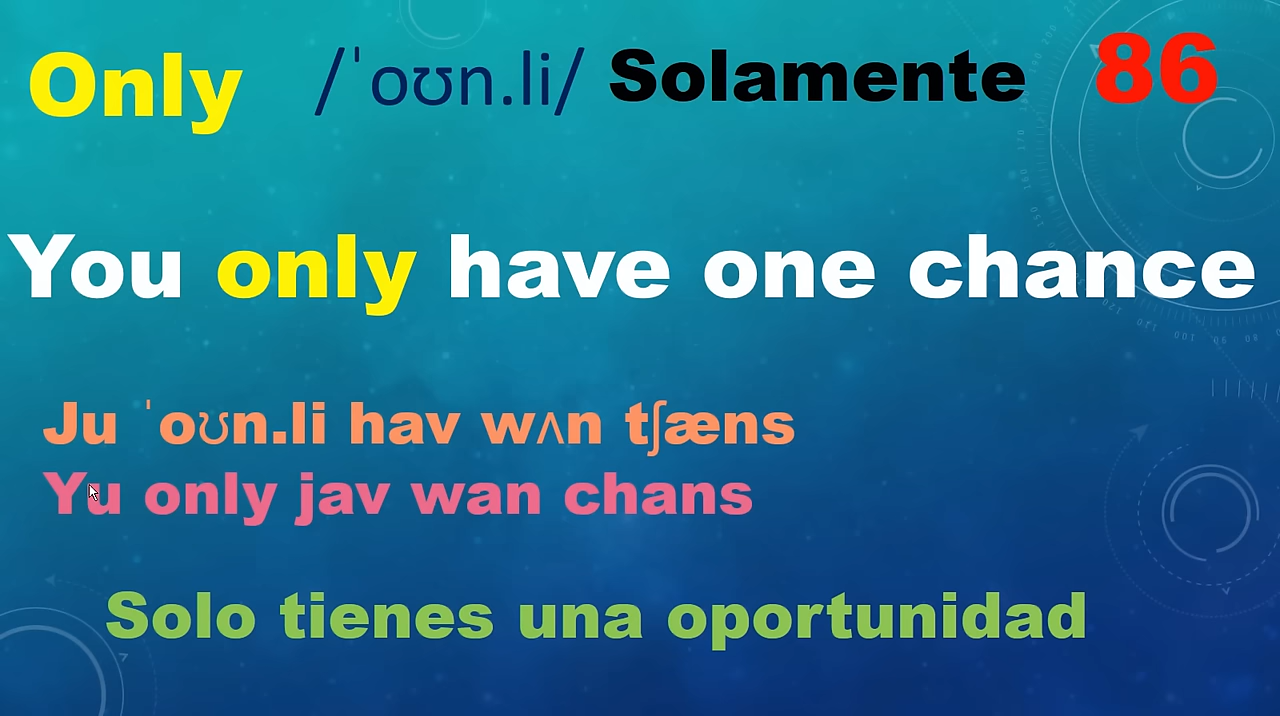 Only /ˈoʊn.li/ Solamente 86
You only have one chance
Ju ˈoʊn.li hav wʌn tʃæns
Yu only jav wan chans
Solo tienes una oportunidad